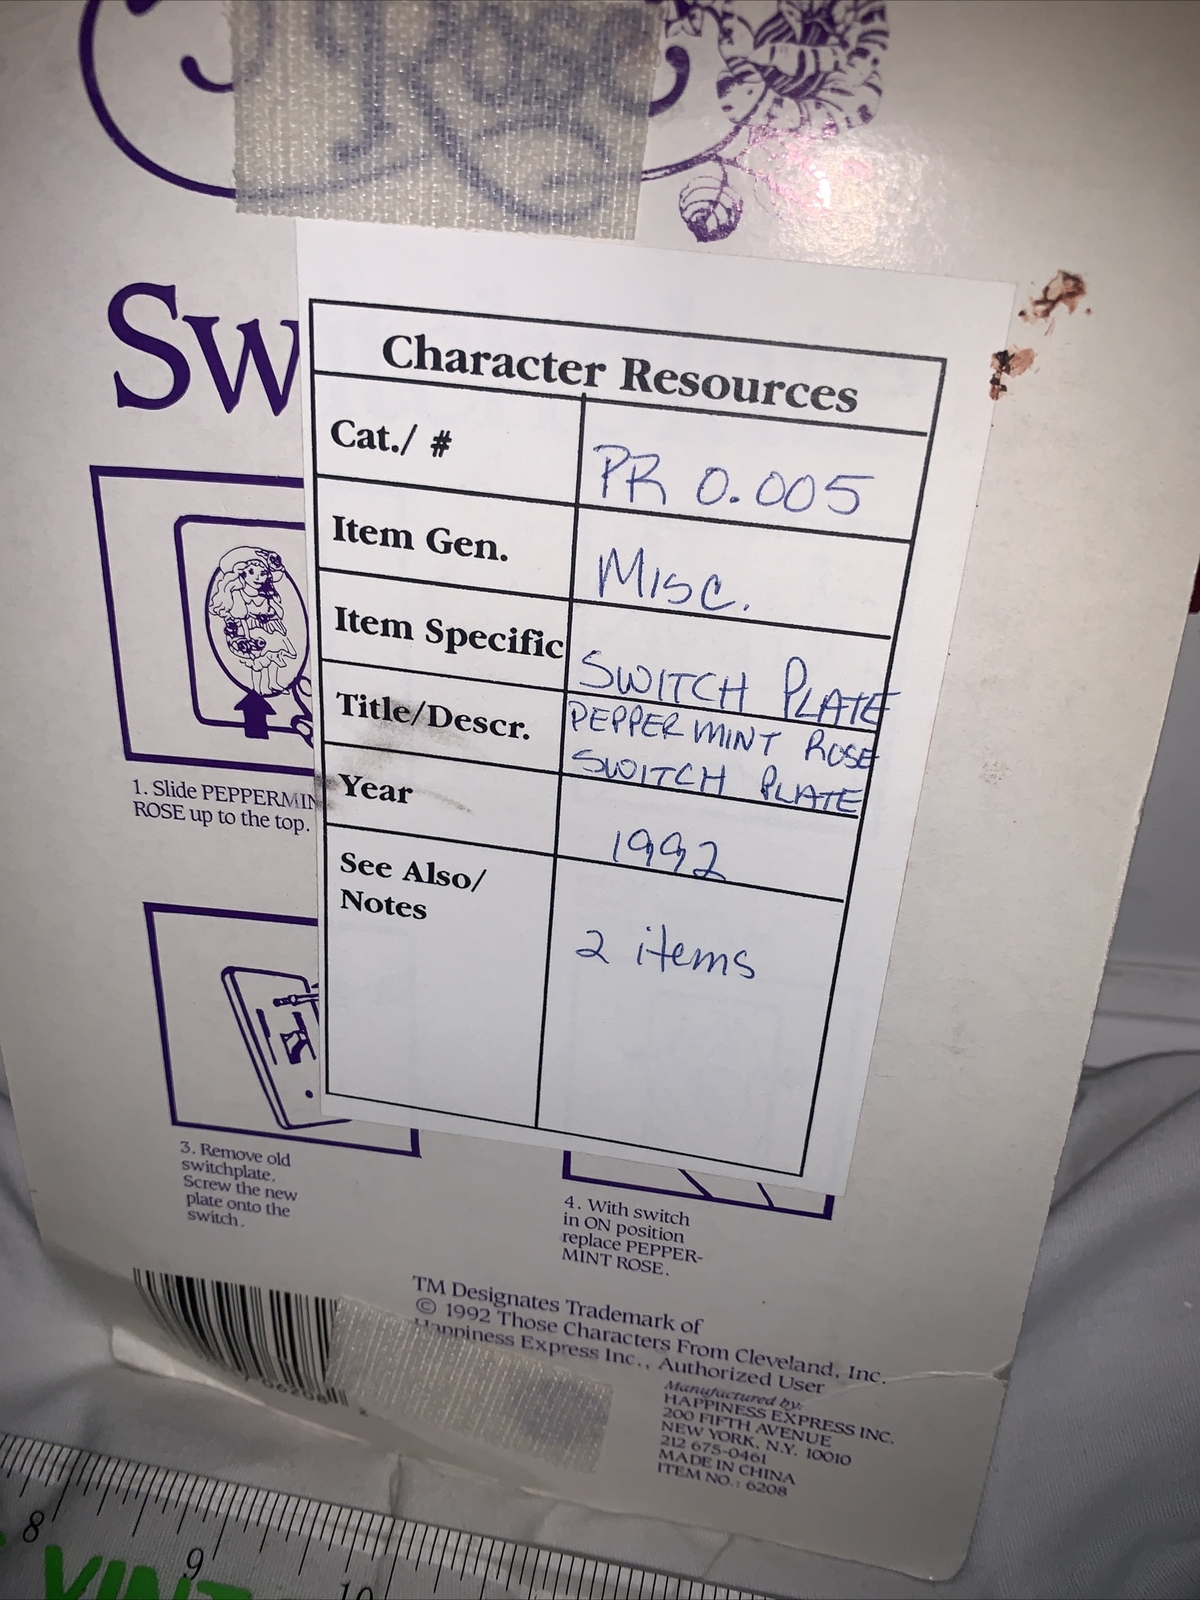 Sw
Character Resources
Cat./ #
PR 0.005
Item Gen.
Misc.
Item Specific
SWITCH PLATE
Title/Descr.
PEPPERMINT ROSE
SWITCH PLATE
Year
1992
See Also/
Notes
2 items
1. Slide PEPPERMIN
ROSE up to the top.
3. Remove old
switchplate.
Screw the new
plate onto the
switch.
4. With switch
in ON position
replace PEPPER-
MINT ROSE.
TM Designates Trademark of
© 1992 Those Characters From Cleveland, Inc.
Happiness Express Inc., Authorized User
Manufactured by:
HAPPINESS EXPRESS INC.
200 FIFTH AVENUE
NEW YORK, N.Y. 10010
212 675-0461
MADE IN CHINA
ITEM NO.: 6208
06208 2
8 9 10